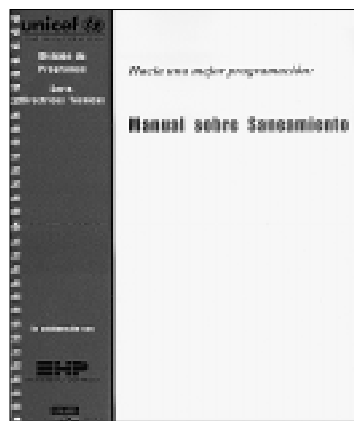 unicef
División de
Programas
Serie
Directrices Técnicas
Hacia una mejor programación:
Manual sobre Saneamiento
En colaboración con:
EHP